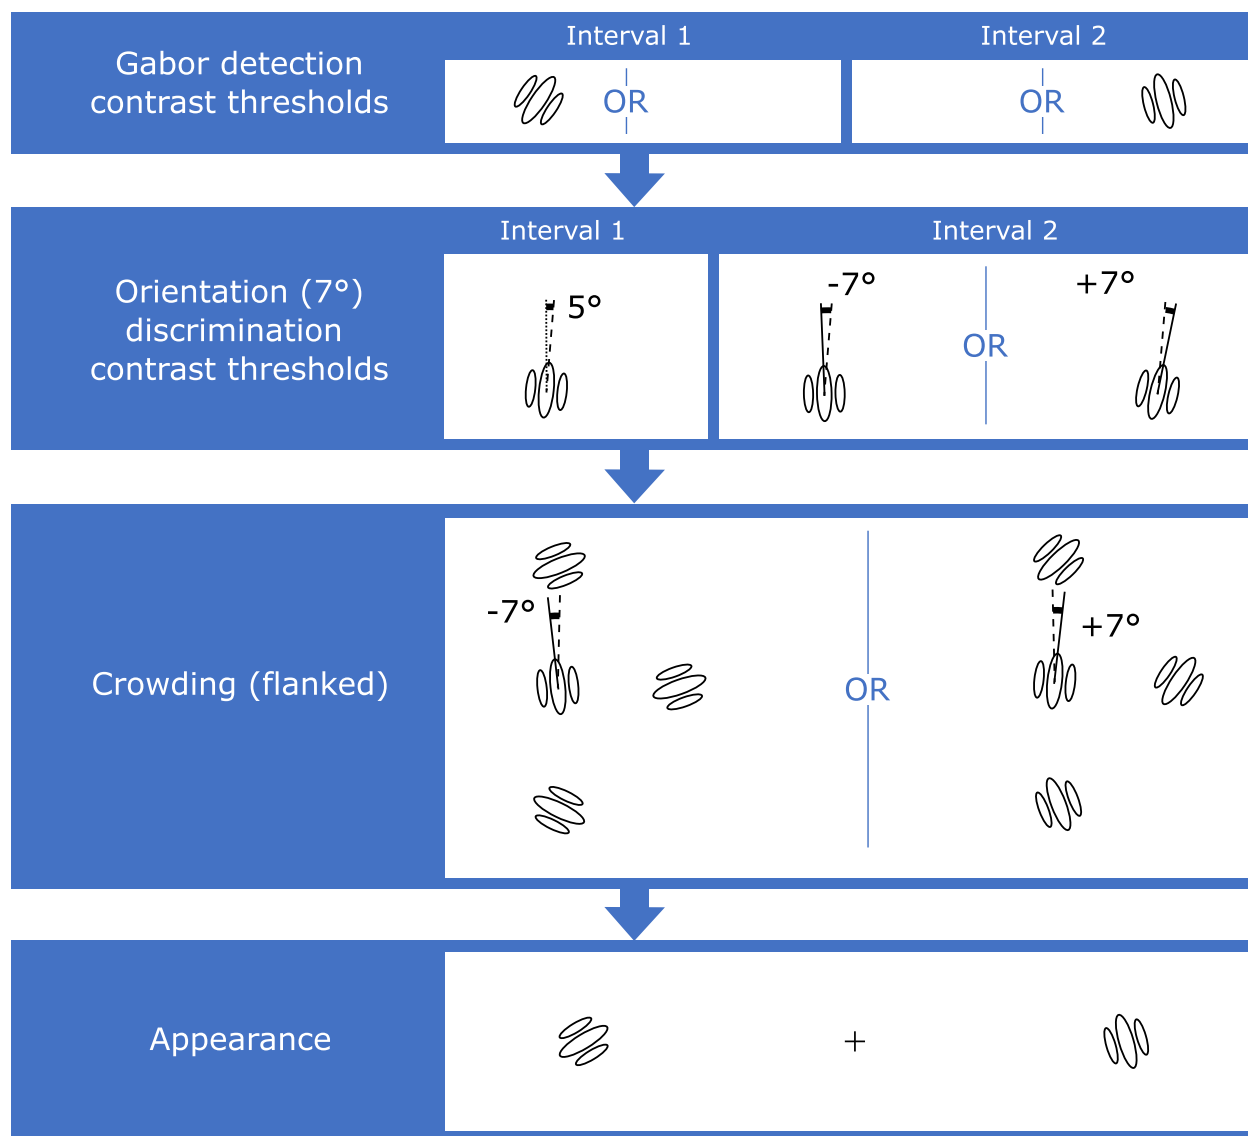 Gabor detection
contrast thresholds
Interval 1
Interval 2
OR
OR
Orientation (7°)
discrimination
contrast thresholds
Interval 1
Interval 2
5°
-7°
OR
+7°
Crowding (flanked)
-7°
OR
+7°
Appearance
+